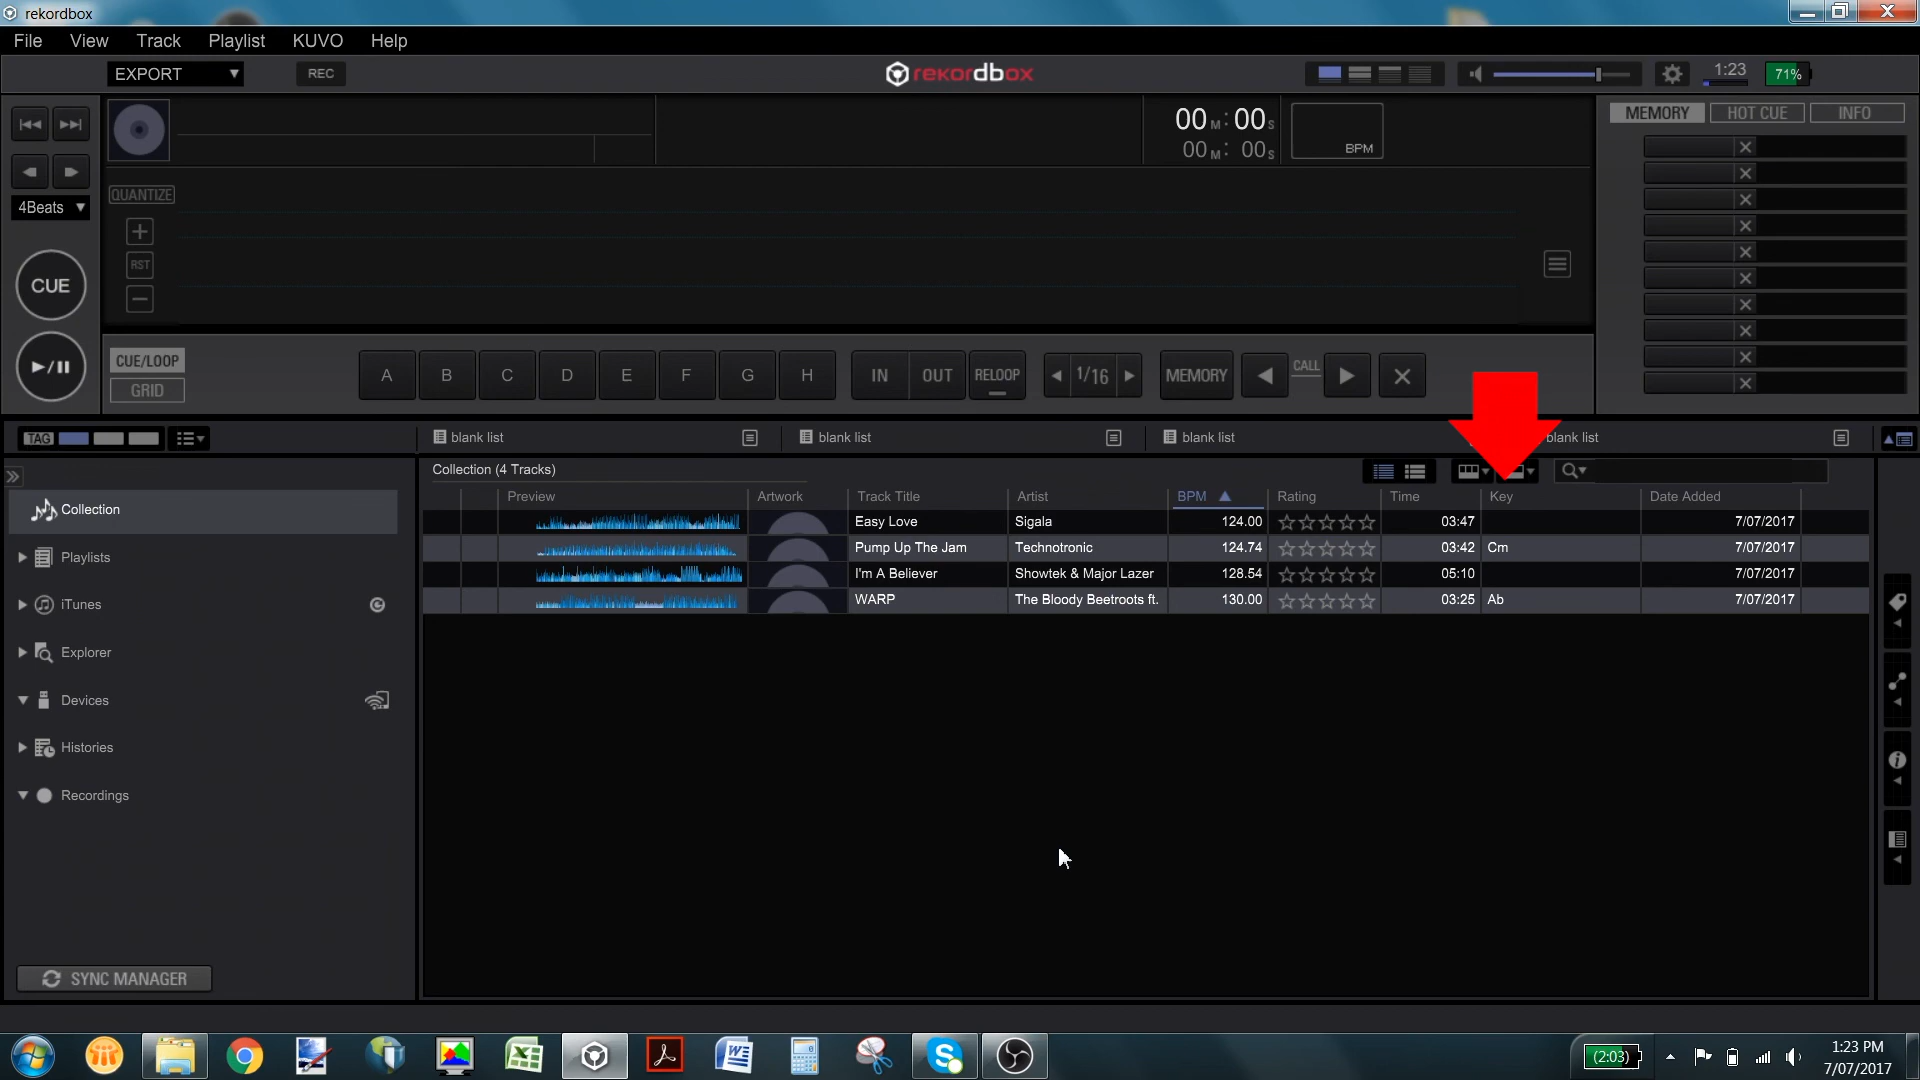 rekordbox
File View Track Playlist KUVO Help
EXPORT REC rekordbox 1:23 71%
00 M: 00 S
00 M: 00 S
BPM
MEMORY HOT CUE INFO
QUANTIZE
4Beats
RST
CUE
CUE/LOOP
GRID
A B C D E F G H IN OUT RELOOP 1/16 MEMORY CALL
TAG
blank list blank list blank list blank list
Collection (4 Tracks)
Preview Artwork Track Title Artist BPM Rating Time Key Date Added
Easy Love Sigala 124.00 03:47 7/07/2017
Pump Up The Jam Technotronic 124.74 03:42 Cm 7/07/2017
I'm A Believer Showtek & Major Lazer 128.54 05:10 7/07/2017
WARP The Bloody Beetroots ft. 130.00 03:25 Ab 7/07/2017
Collection
Playlists
iTunes
Explorer
Devices
Histories
Recordings
SYNC MANAGER
(2:03)
1:23 PM
7/07/2017